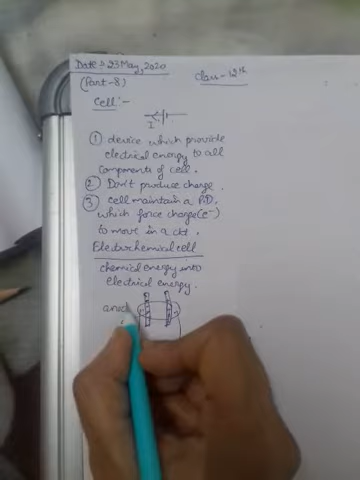 Date :- 23 May, 2020
(Part-8)
Class - 12th
Cell :-
I
① device which provide
electrical energy to all
components of cell.
② Don't produce charge.
③ cell maintain a P.D,
which force charge(e⁻)
to move in a ckt.
Electrochemical cell
chemical energy into
electrical energy.
anod